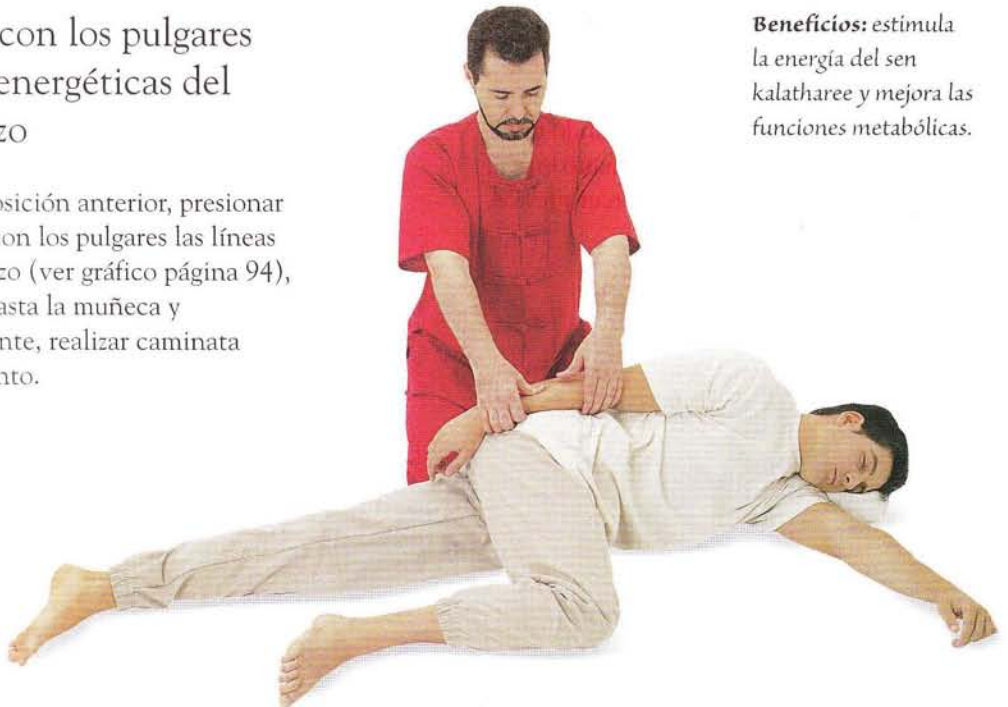 con los pulgares
energéticas del
zo
osición anterior, presionar
on los pulgares las líneas
zo (ver gráfico página 94),
asta la muñeca y
nte, realizar caminata
nto.
Beneficios: estimula
la energía del sen
kalatharee y mejora las
funciones metabólicas.